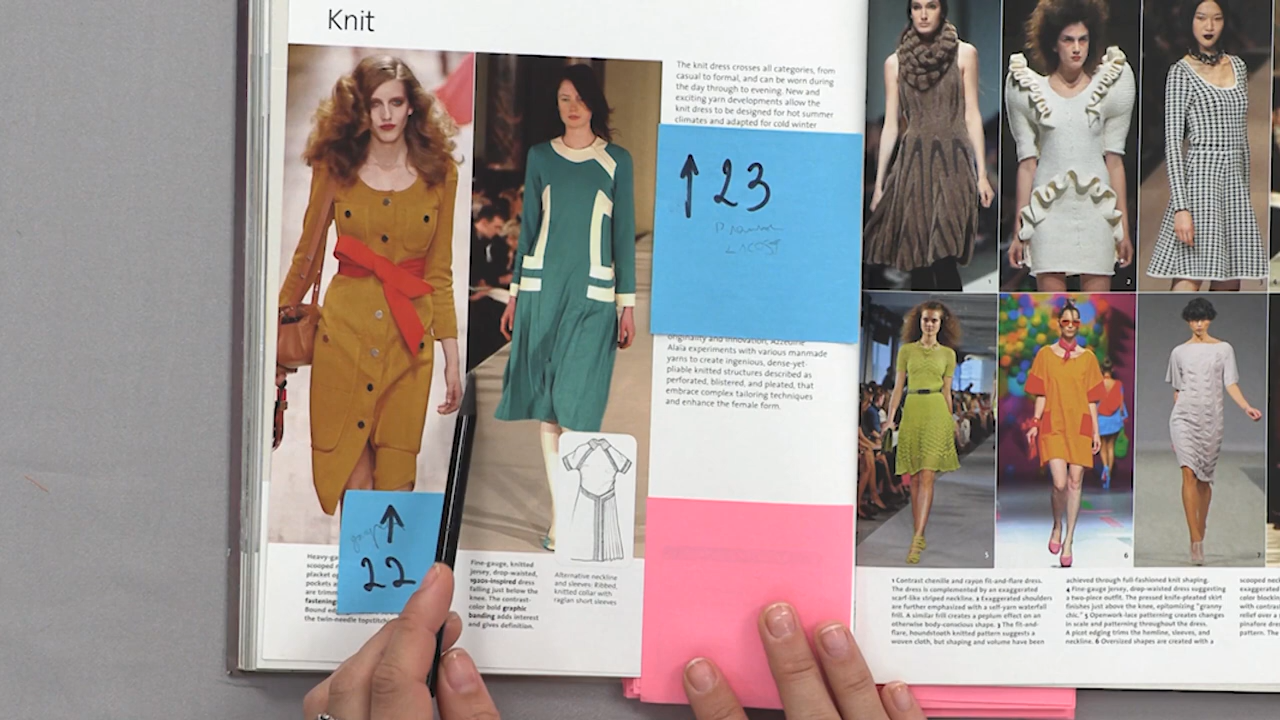 Knit
The knit dress crosses all categories, from
casual to formal, and can be worn during
the day through to evening. New and
exciting yarn developments allow the
knit dress to be designed for hot summer
climates and adapted for cold winter
↑ 23
originality and innovation, Azzedine
Alaïa experiments with various manmade
yarns to create ingenious, dense-yet-
pliable knitted structures described as
perforated, blistered, and pleated, that
embrace complex tailoring techniques
and enhance the female form.
↑
22
Heavy-ga
scooped n
placket op
pockets a
are trimm
fastening
Bound ed
the twin-needle topstitchi
Fine-gauge, knitted
jersey, drop-waisted,
1920s-inspired dress
falling just below the
knee. The contrast-
color bold graphic
banding adds interest
and gives definition.
Alternative neckline
and sleeves: Ribbed,
knitted collar with
raglan short sleeves
1
2
3
5
6
7
1 Contrast chenille and rayon fit-and-flare dress.
The dress is complemented by an exaggerated
scarf-like striped neckline. 2 Exaggerated shoulders
are further emphasized with a self-yarn waterfall
frill. A similar frill creates a peplum effect on an
otherwise body-conscious shape. 3 The fit-and-
flare, houndstooth knitted pattern suggests a
woven cloth, but shaping and volume have been
achieved through full-fashioned knit shaping.
4 Fine-gauge jersey, drop-waisted dress suggesting
a two-piece outfit. The pressed knife-pleated skirt
finishes just above the knee, epitomizing "granny
chic." 5 Openwork-lace patterning creates changes
in scale and patterning throughout the dress.
A picot edging trims the hemline, sleeves, and
neckline. 6 Oversized shapes are created with a
scooped nec
color blockin
with contras
relief over a
pinafore dre
pattern. The